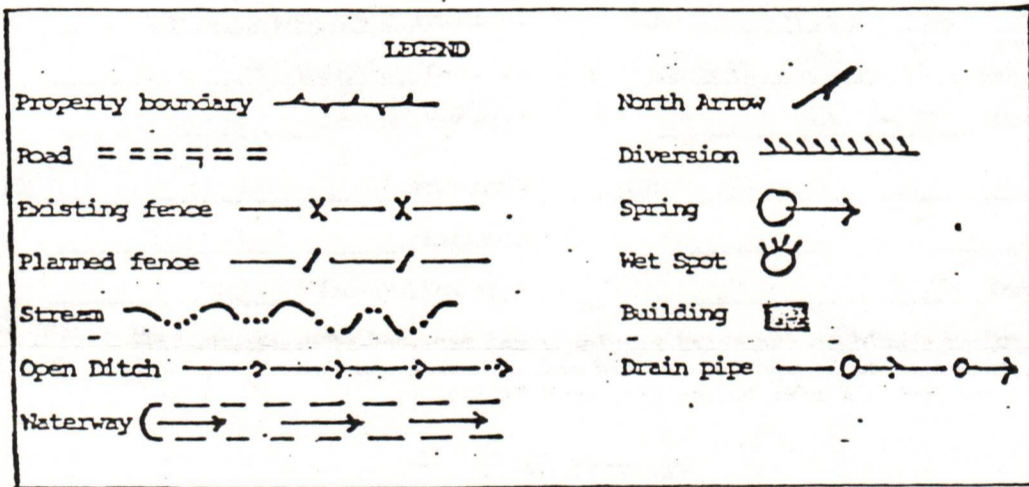 LEGEND
Property boundary
Road
Existing fence
Planned fence
Stream
Open Ditch
Waterway
North Arrow
Diversion
Spring
Wet Spot
Building
Drain pipe